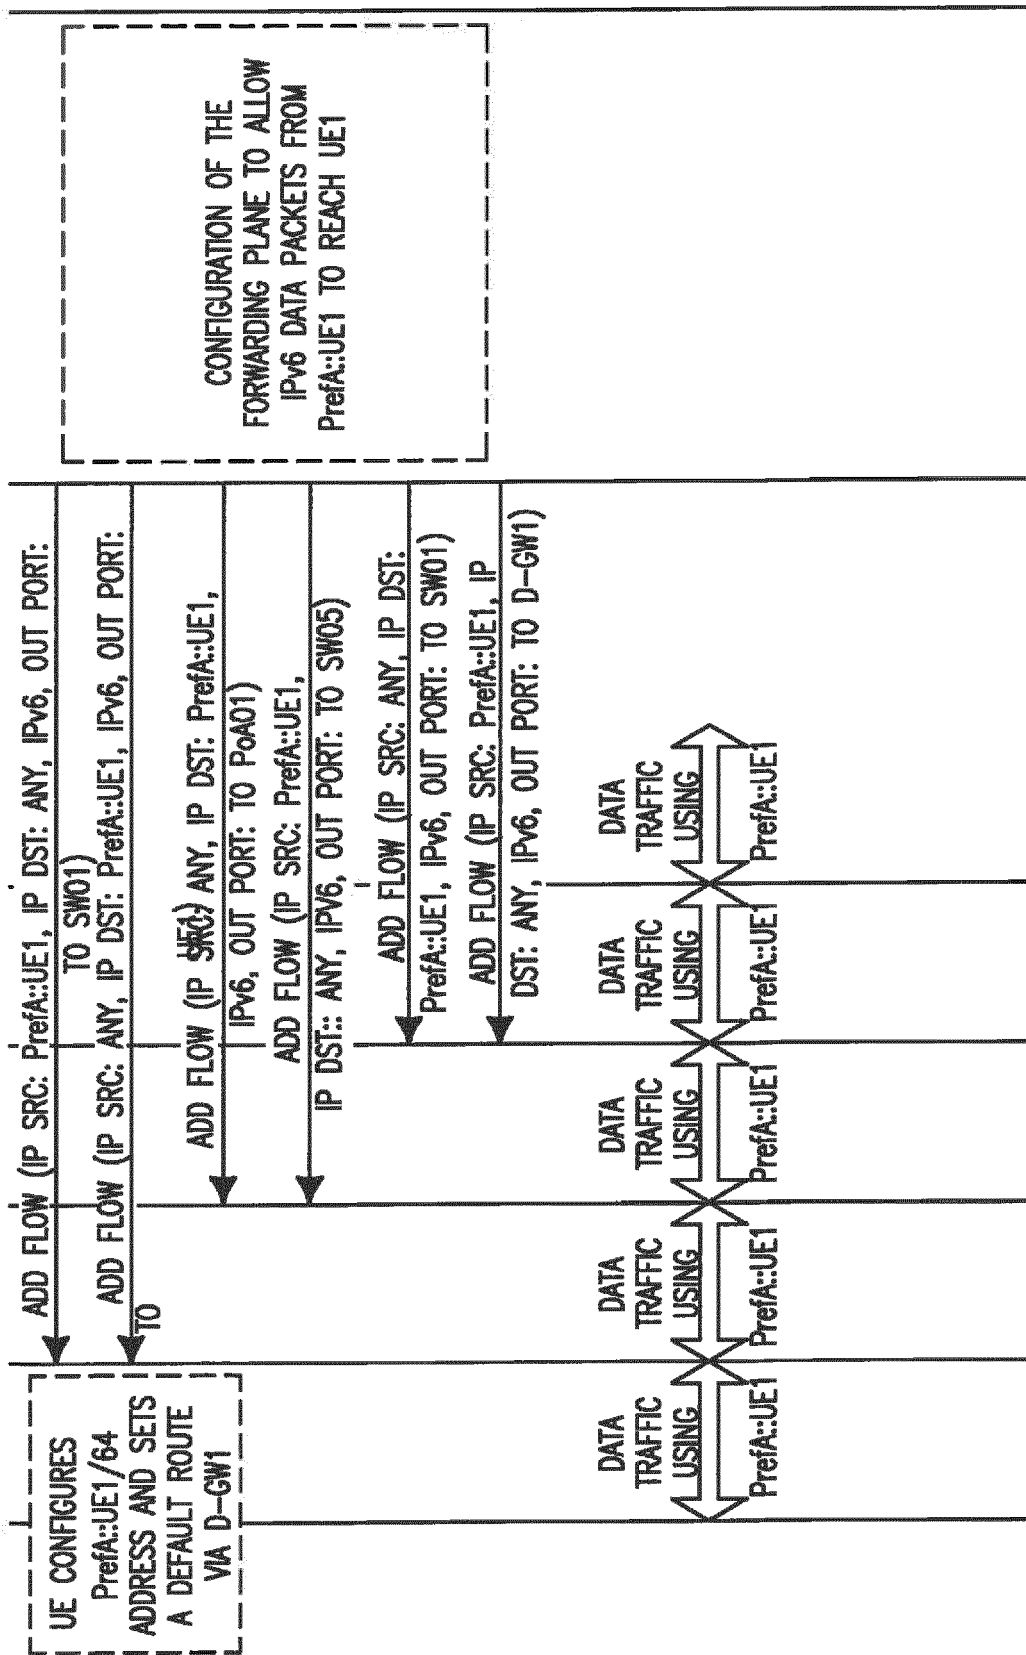 UE CONFIGURES
PrefA::UE1/64
ADDRESS AND SETS
A DEFAULT ROUTE
VIA D-GW1
ADD FLOW (IP SRC: PrefA::UE1, IP DST: ANY, IPv6, OUT PORT:
TO SW01)
ADD FLOW (IP SRC: ANY, IP DST: PrefA::UE1, IPv6, OUT PORT:
TO
UE1)
ADD FLOW (IP SRC: ANY, IP DST: PrefA::UE1,
IPv6, OUT PORT: TO PoA01)
ADD FLOW (IP SRC: PrefA::UE1,
IP DST:: ANY, IPV6, OUT PORT: TO SW05)
ADD FLOW (IP SRC: ANY, IP DST:
PrefA::UE1, IPv6, OUT PORT: TO SW01)
ADD FLOW (IP SRC: PrefA::UE1, IP
DST: ANY, IPv6, OUT PORT: TO D-GW1)
CONFIGURATION OF THE
FORWARDING PLANE TO ALLOW
IPv6 DATA PACKETS FROM
PrefA::UE1 TO REACH UE1
DATA
TRAFFIC
USING
PrefA::UE1
DATA
TRAFFIC
USING
PrefA::UE1
DATA
TRAFFIC
USING
PrefA::UE1
DATA
TRAFFIC
USING
PrefA::UE1
DATA
TRAFFIC
USING
PrefA::UE1